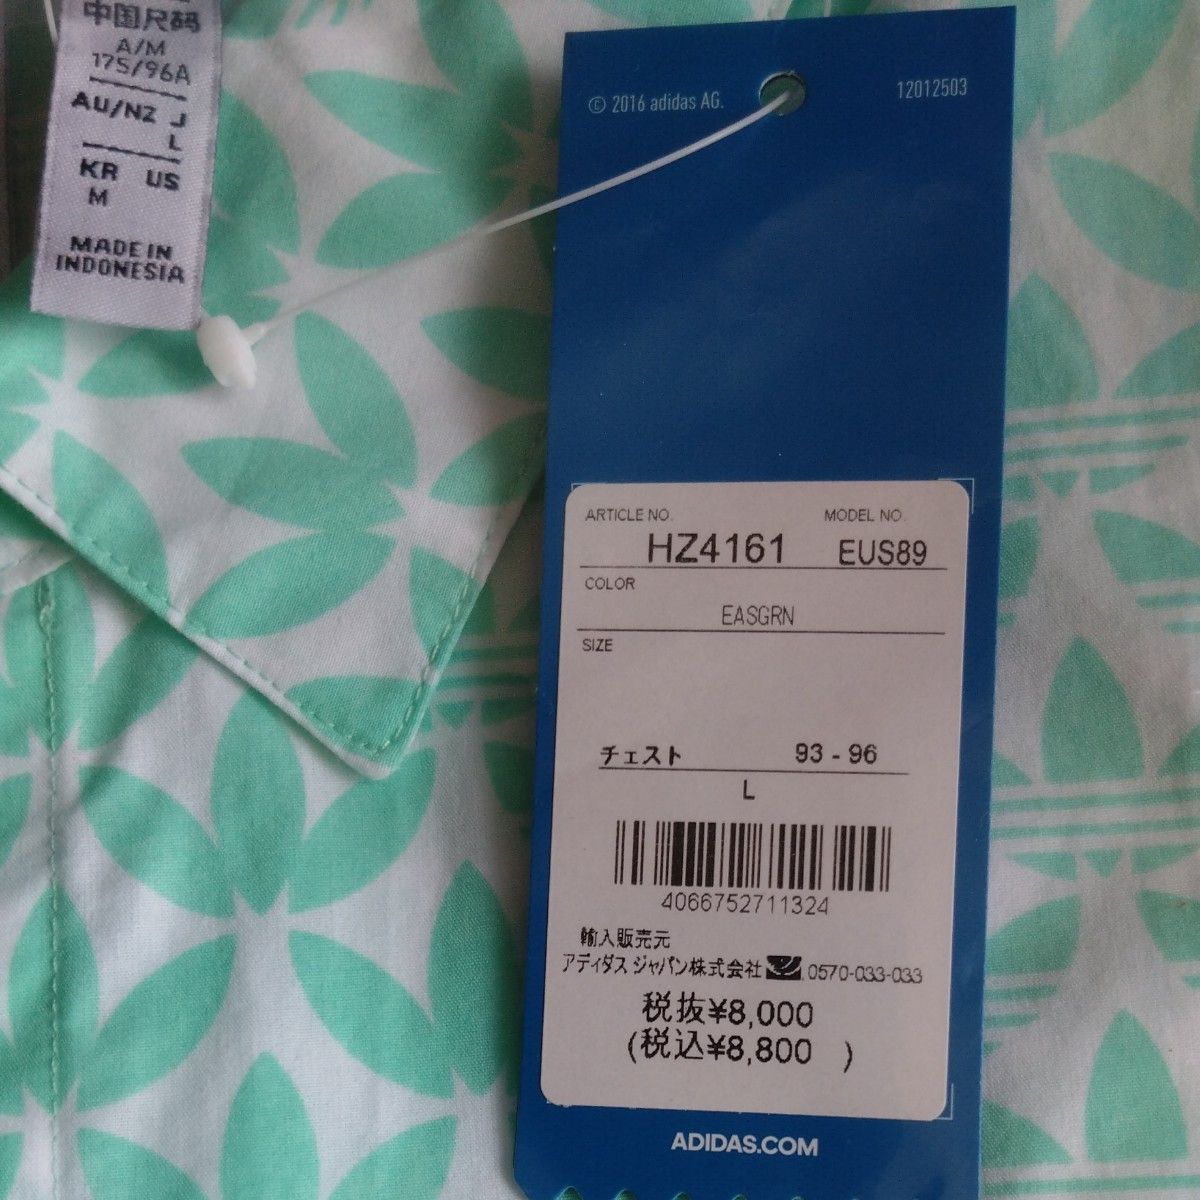 中国尺码
A/M
175/96A
AU/NZ J
L
KR US
M
MADE IN
INDONESIA
© 2016 adidas AG.
12012503
ARTICLE NO. MODEL NO.
HZ4161 EUS89
COLOR
EASGRN
SIZE
チェスト 93 - 96
L
4066752711324
輸入販売元
アディダス ジャパン株式会社 0570-033-033
税抜¥8,000
(税込¥8,800 )
ADIDAS.COM